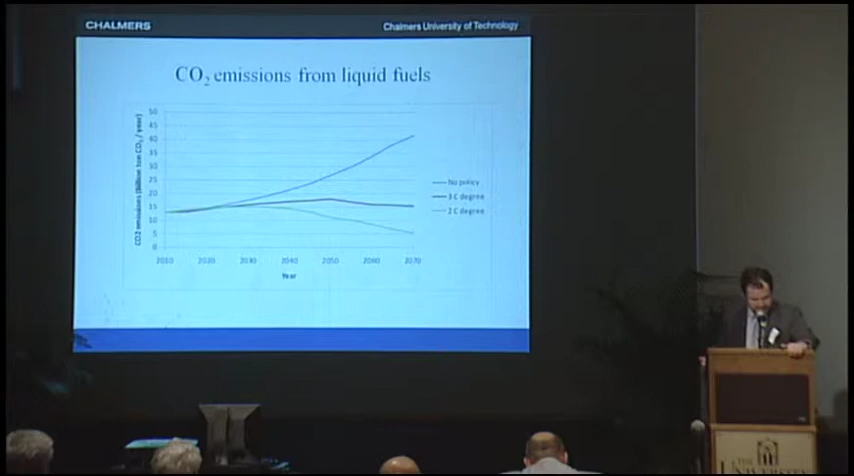 CHALMERS
Chalmers University of Technology
CO2 emissions from liquid fuels
CO2 emissions (Billion ton CO2 / year)
50
45
40
35
30
25
20
15
10
5
0
2010 2020 2030 2040 2050 2060 2070
Year
No policy
3 C degree
2 C degree
THE
UNIVERSITY